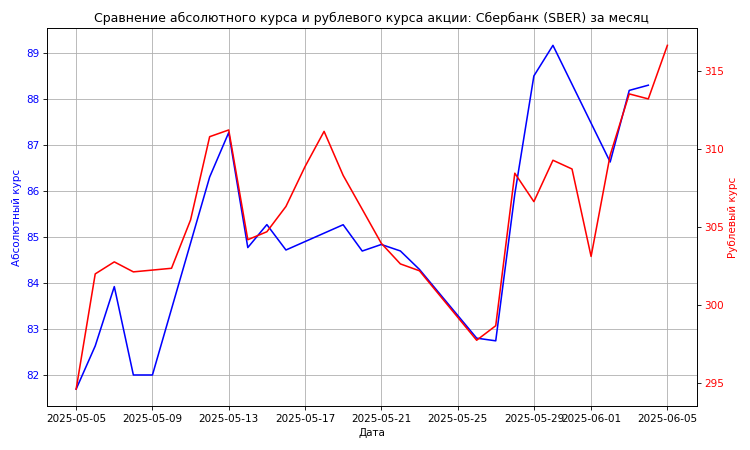 Сравнение абсолютного курса и рублевого курса акции: Сбербанк (SBER) за месяц
Абсолютный курс
89
88
87
86
85
84
83
82
315
310
305
300
295
Рублевый курс
2025-05-05 2025-05-09 2025-05-13 2025-05-17 2025-05-21 2025-05-25 2025-05-29 2025-06-01 2025-06-05
Дата